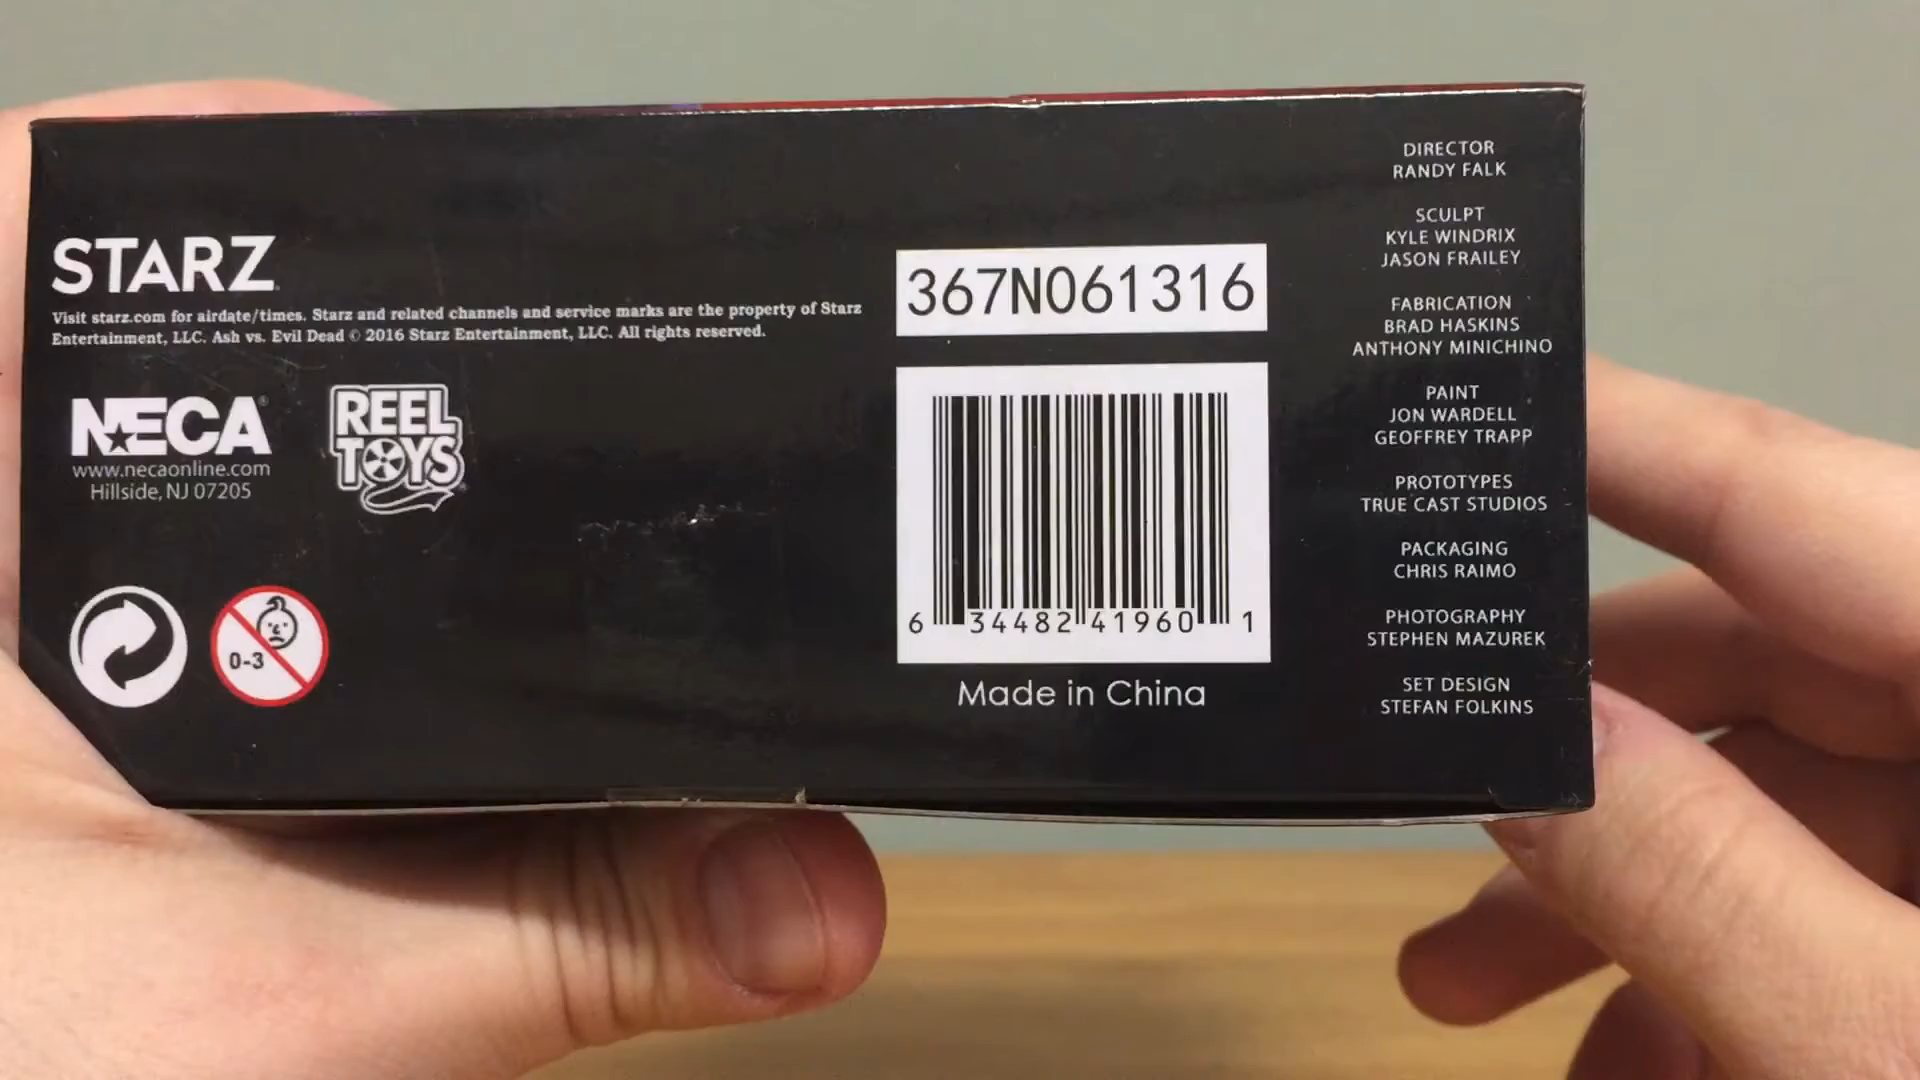 STARZ
Visit starz.com for airdate/times. Starz and related channels and service marks are the property of Starz
Entertainment, LLC. Ash vs. Evil Dead © 2016 Starz Entertainment, LLC. All rights reserved.
NECA®
www.necaonline.com
Hillside, NJ 07205
REEL
TOYS
0-3
367N061316
6 34482 41960 1
Made in China
DIRECTOR
RANDY FALK
SCULPT
KYLE WINDRIX
JASON FRAILEY
FABRICATION
BRAD HASKINS
ANTHONY MINICHINO
PAINT
JON WARDELL
GEOFFREY TRAPP
PROTOTYPES
TRUE CAST STUDIOS
PACKAGING
CHRIS RAIMO
PHOTOGRAPHY
STEPHEN MAZUREK
SET DESIGN
STEFAN FOLKINS